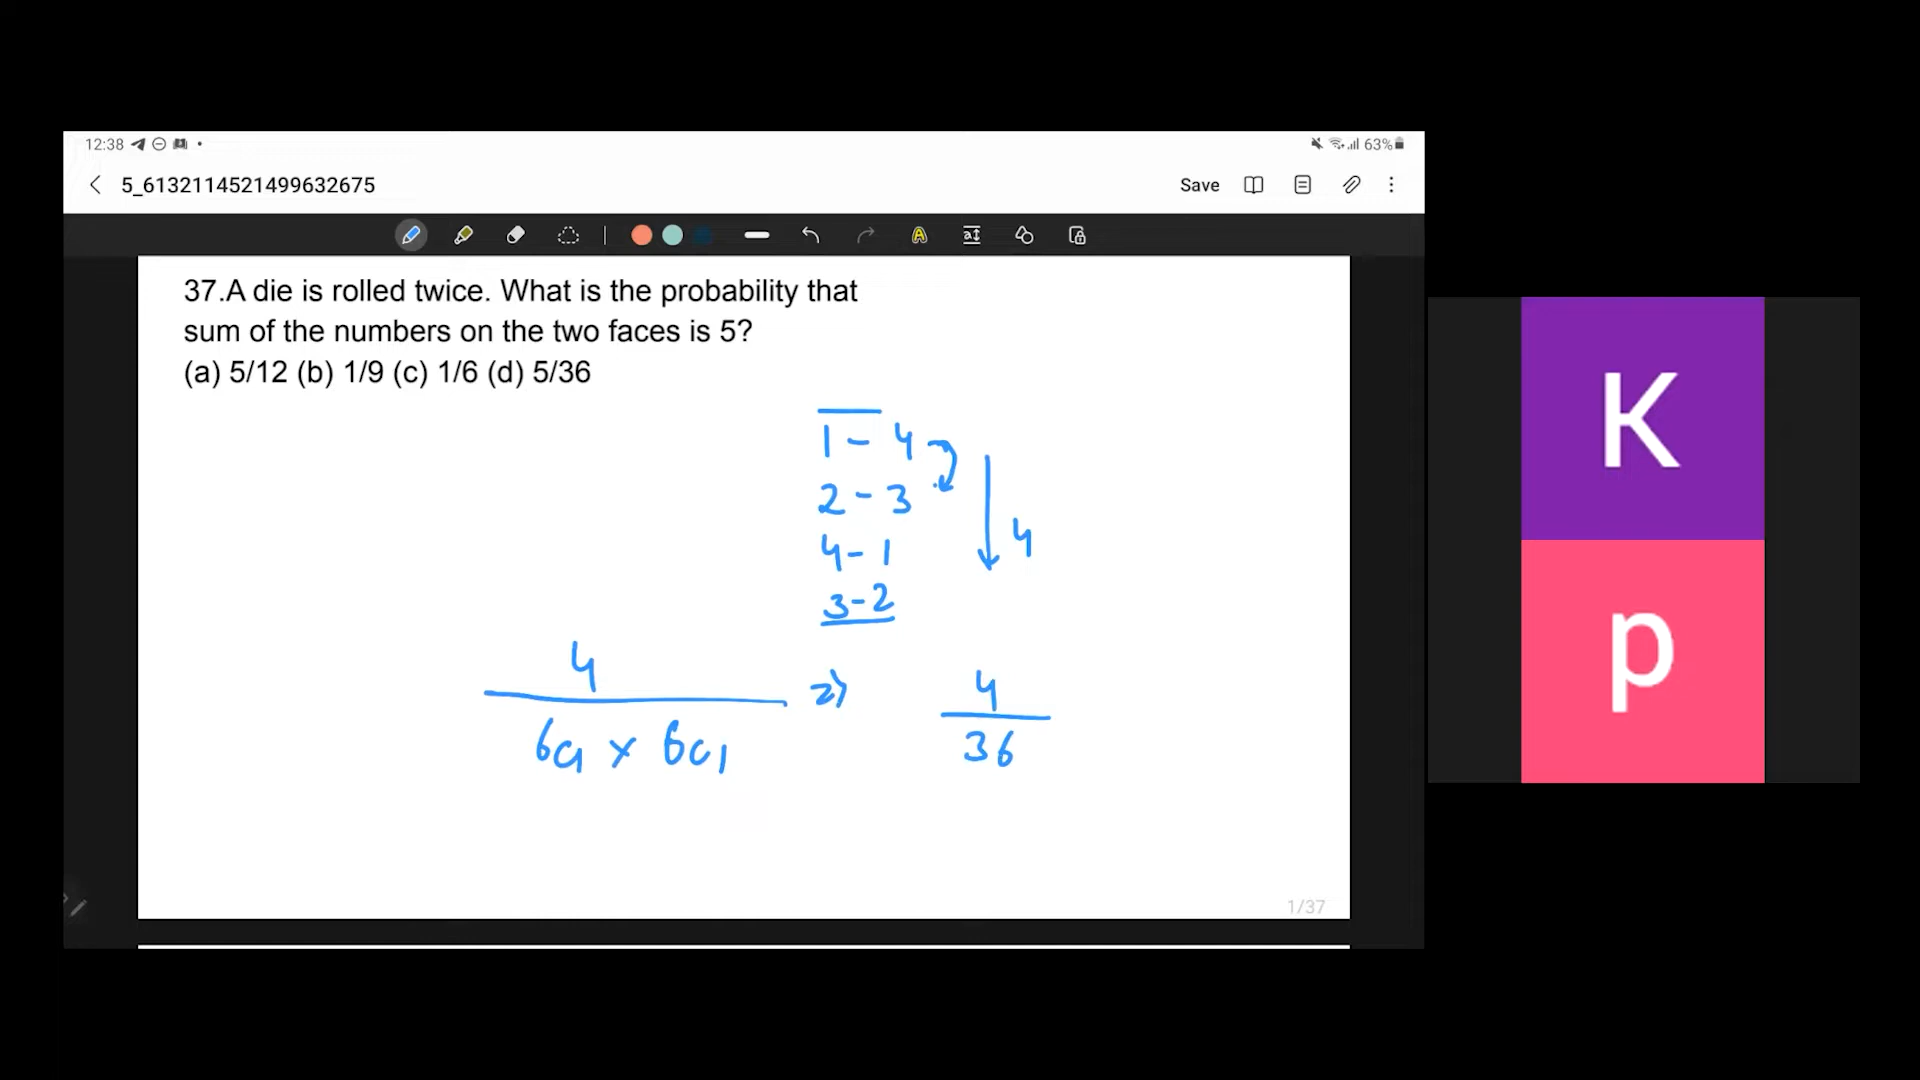 12:38
63%
5_6132114521499632675
Save
37.A die is rolled twice. What is the probability that
sum of the numbers on the two faces is 5?
(a) 5/12 (b) 1/9 (c) 1/6 (d) 5/36
1 - 4
2 - 3
4 - 1
3 - 2
4
4
6C1 x 6C1
=>
4
36
1/37
K
p